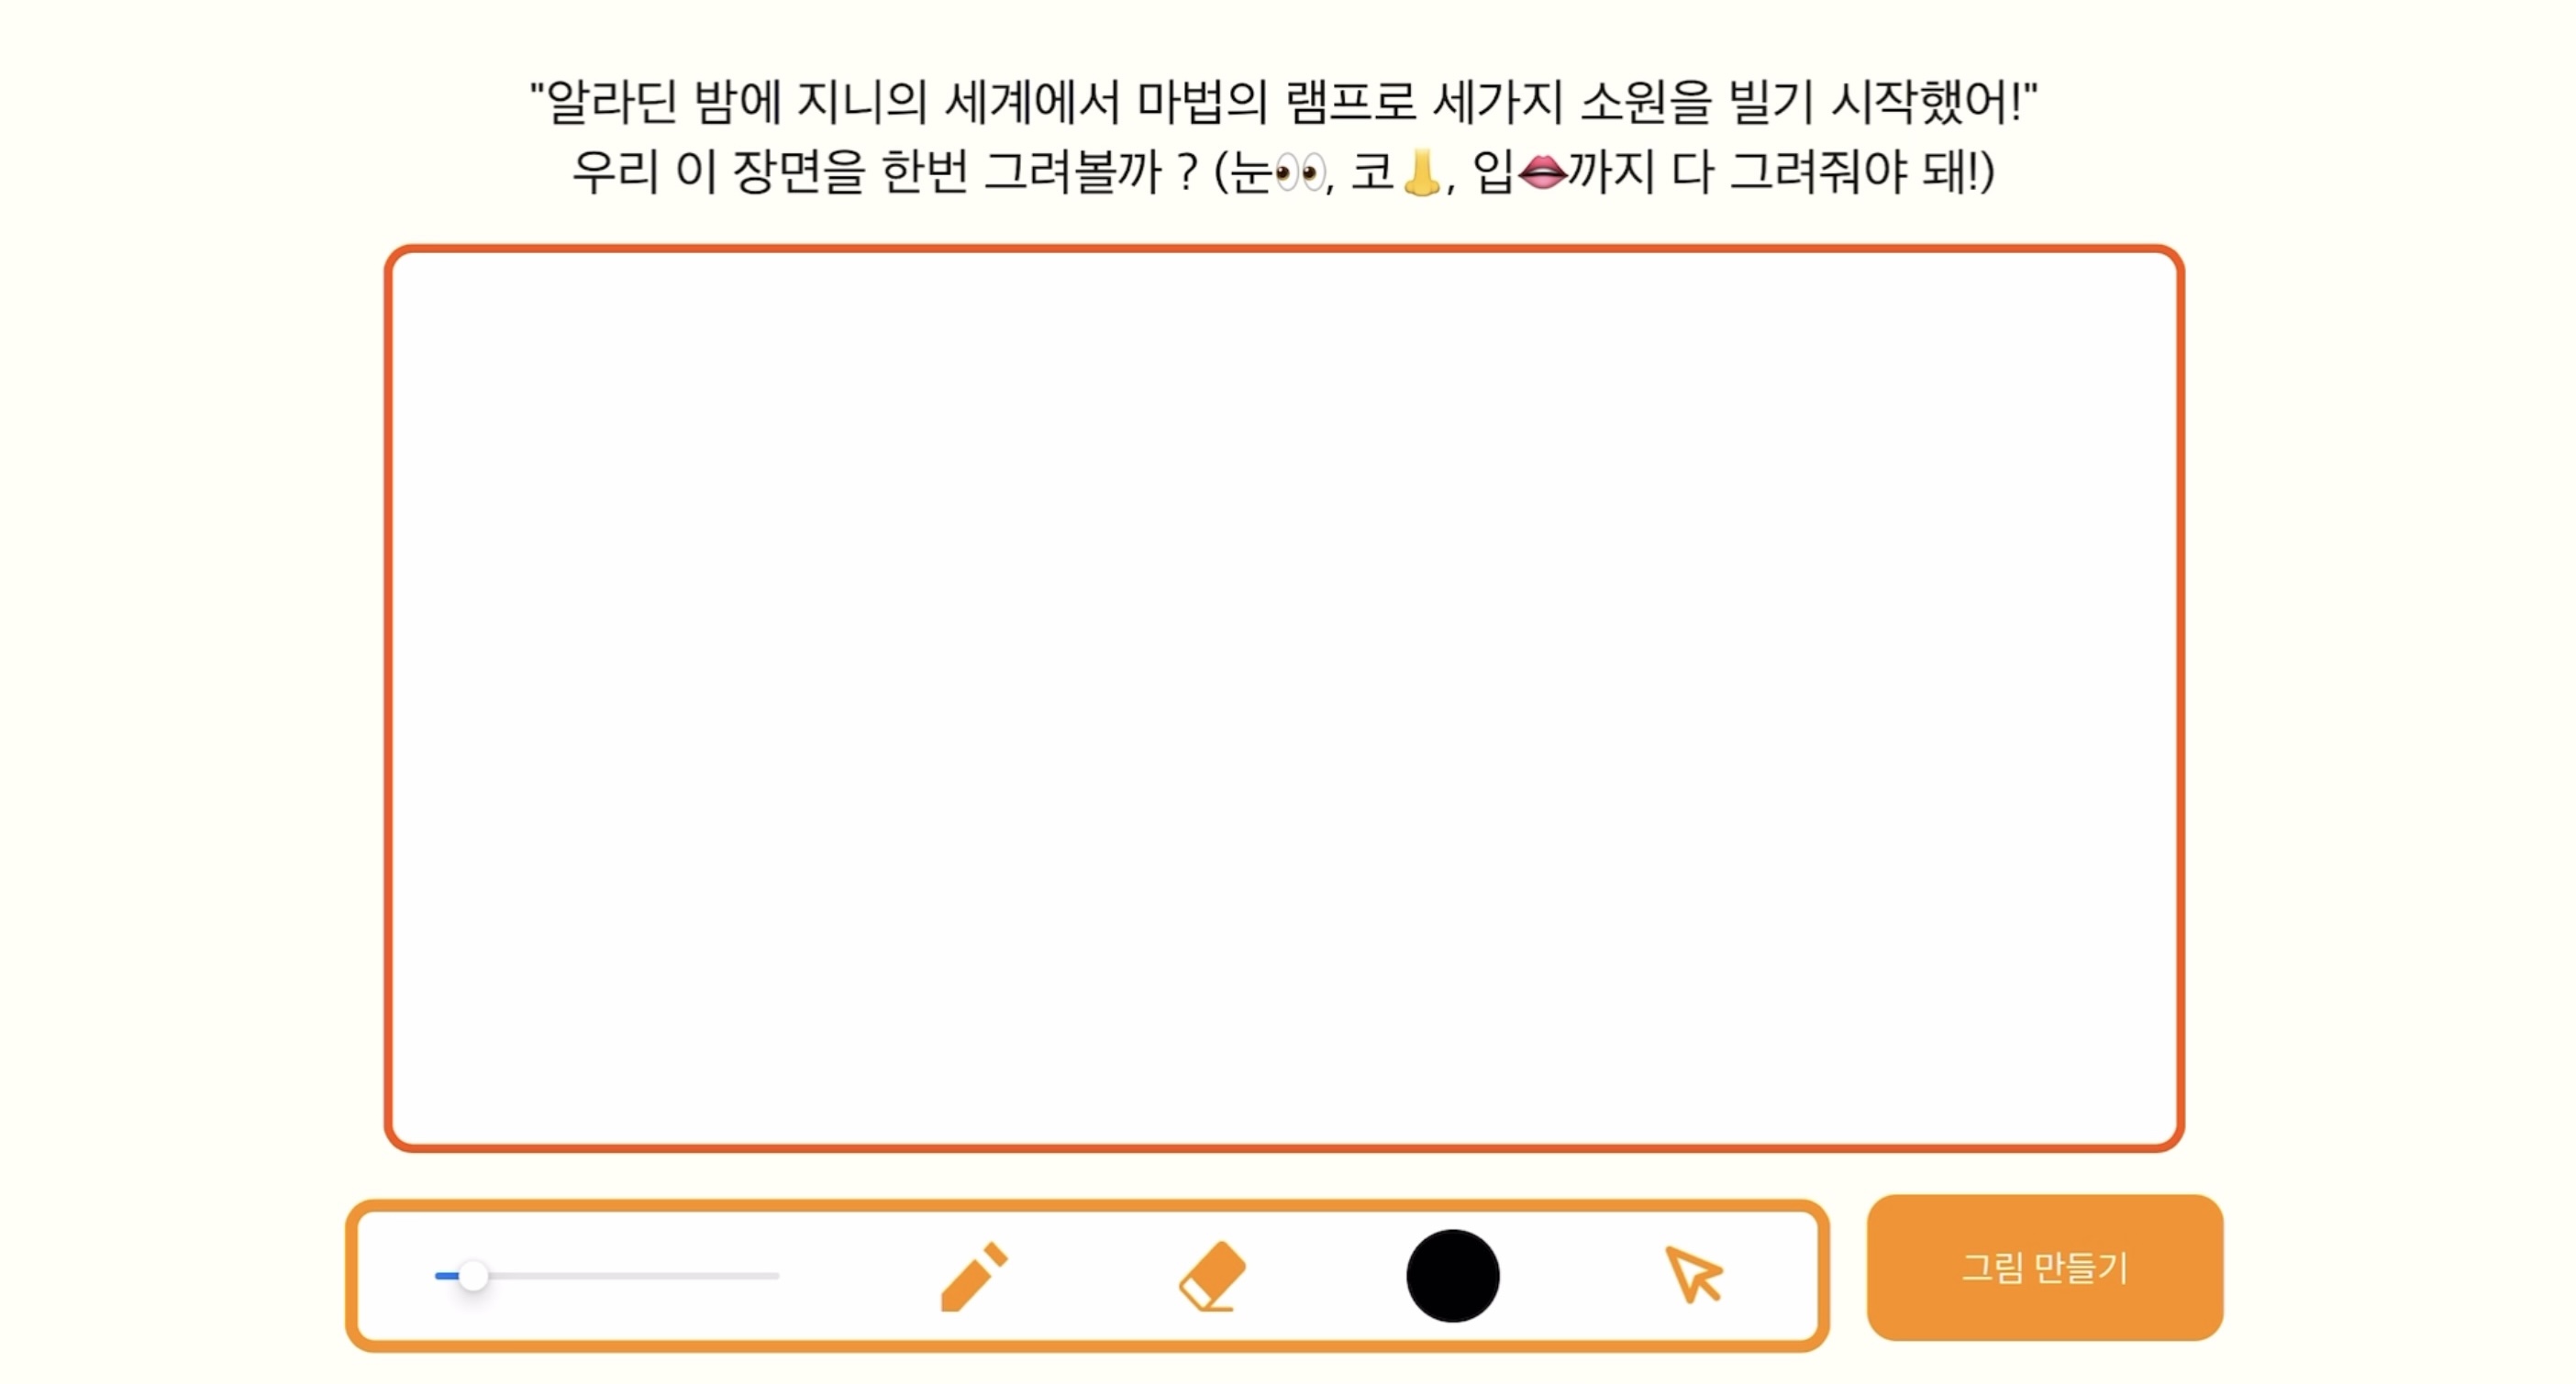 "알라딘 밤에 지니의 세계에서 마법의 램프로 세가지 소원을 빌기 시작했어!"
우리 이 장면을 한번 그려볼까 ? (눈👀, 코👃, 입👄까지 다 그려줘야 돼!)
그림 만들기